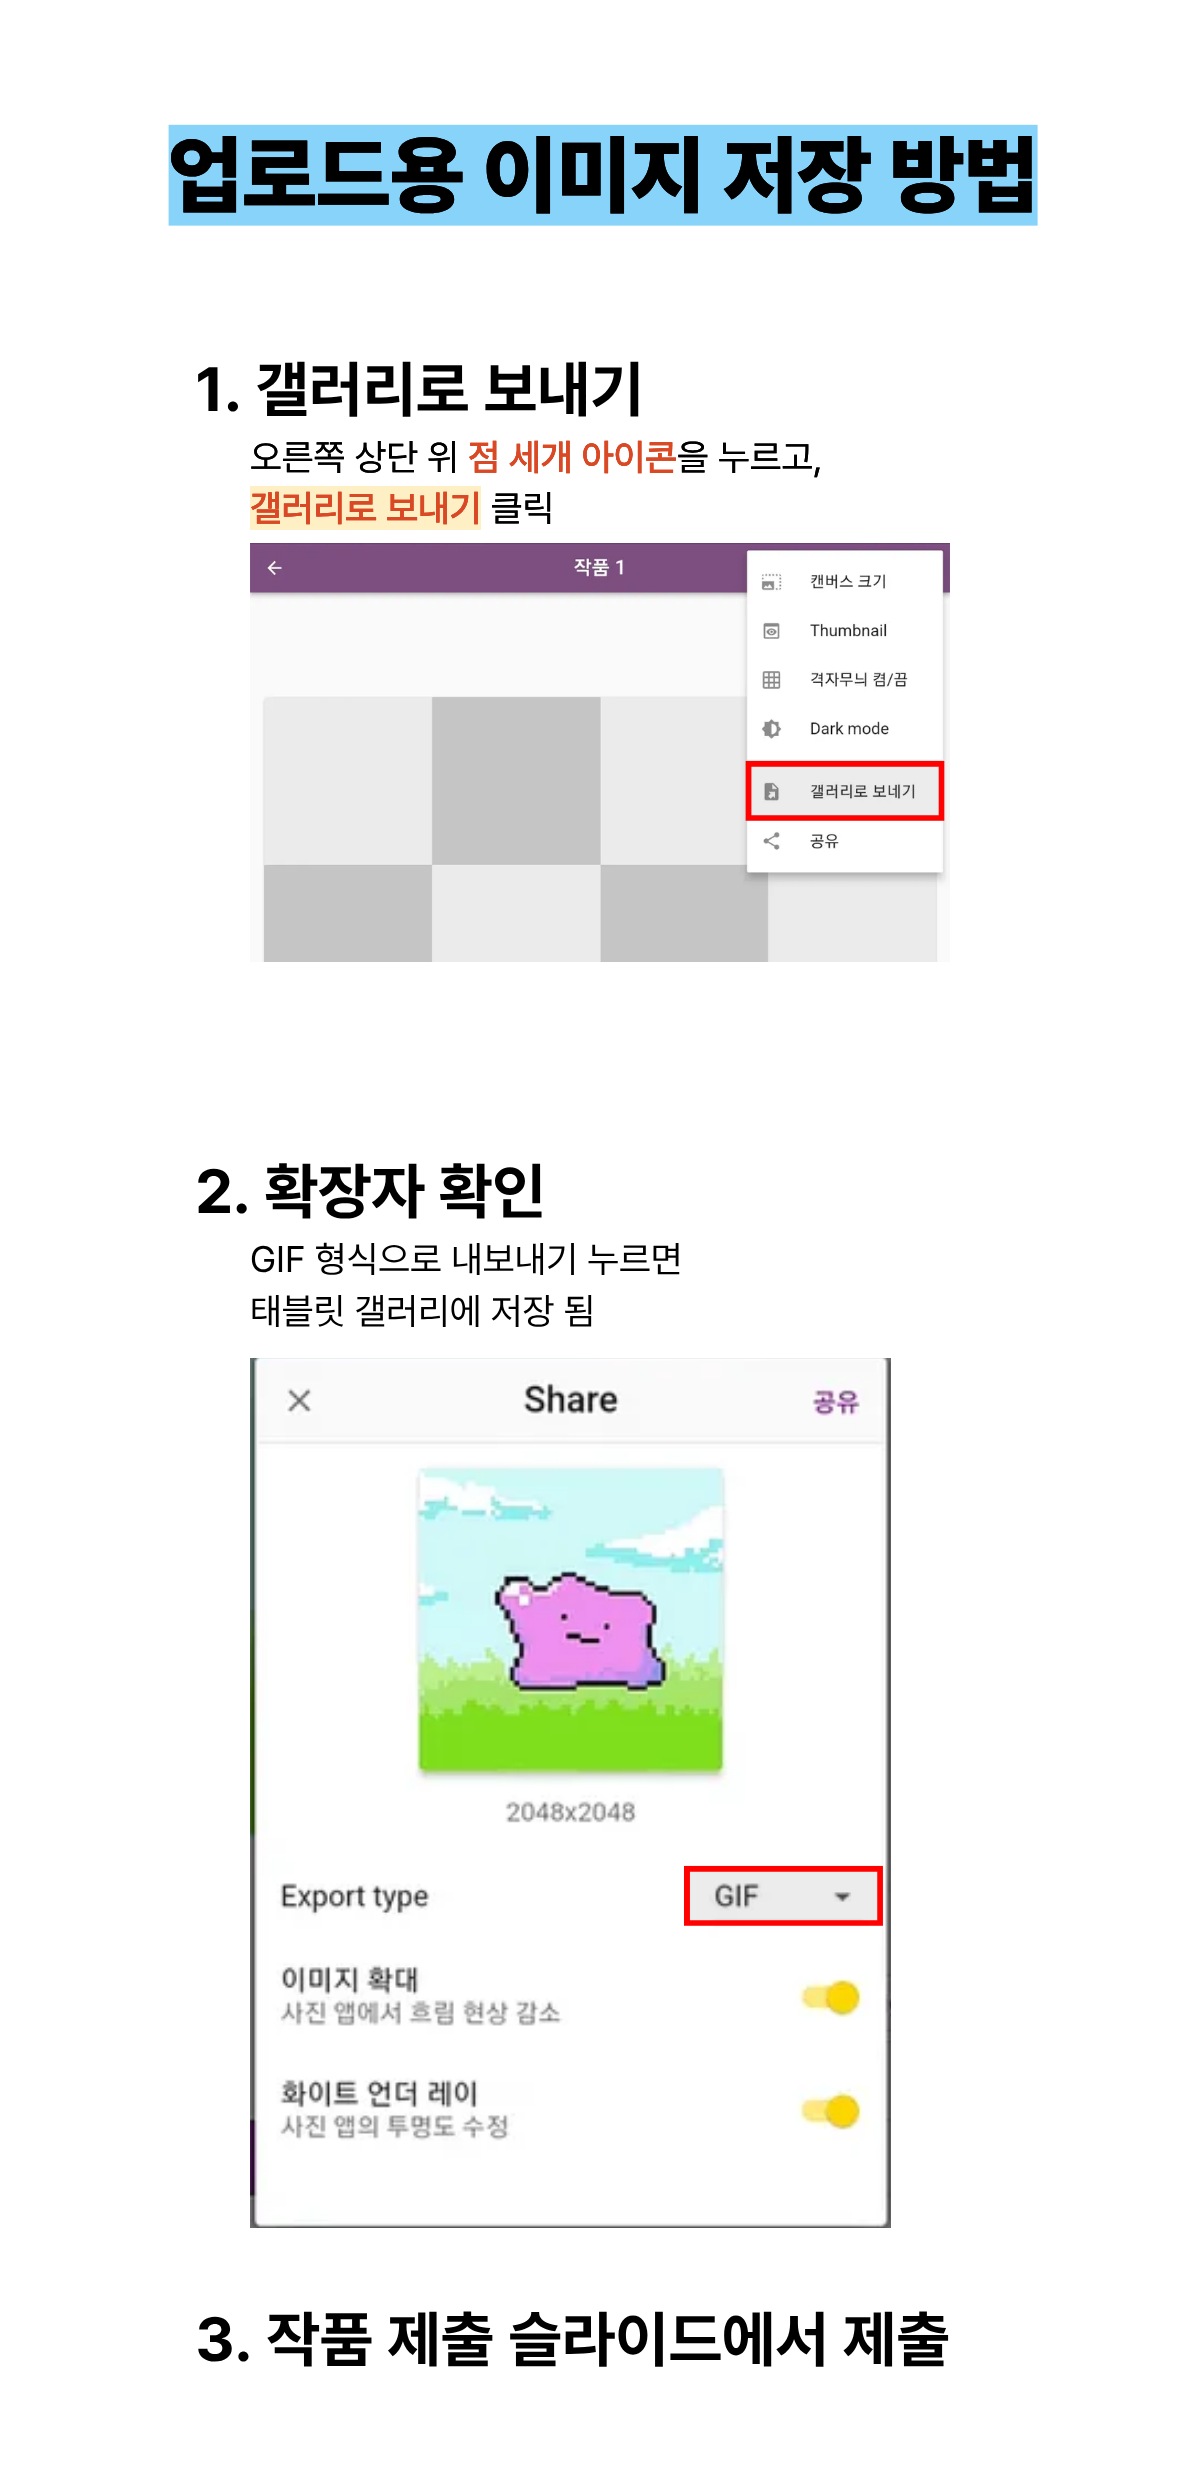 업로드용 이미지 저장 방법
1. 갤러리로 보내기
오른쪽 상단 위 점 세개 아이콘을 누르고,
갤러리로 보내기 클릭
작품 1
캔버스 크기
Thumbnail
격자무늬 켬/끔
Dark mode
갤러리로 보네기
공유
2. 확장자 확인
GIF 형식으로 내보내기 누르면
태블릿 갤러리에 저장 됨
Share
공유
2048x2048
Export type
GIF
이미지 확대
사진 앱에서 흐림 현상 감소
화이트 언더 레이
사진 앱의 투명도 수정
3. 작품 제출 슬라이드에서 제출